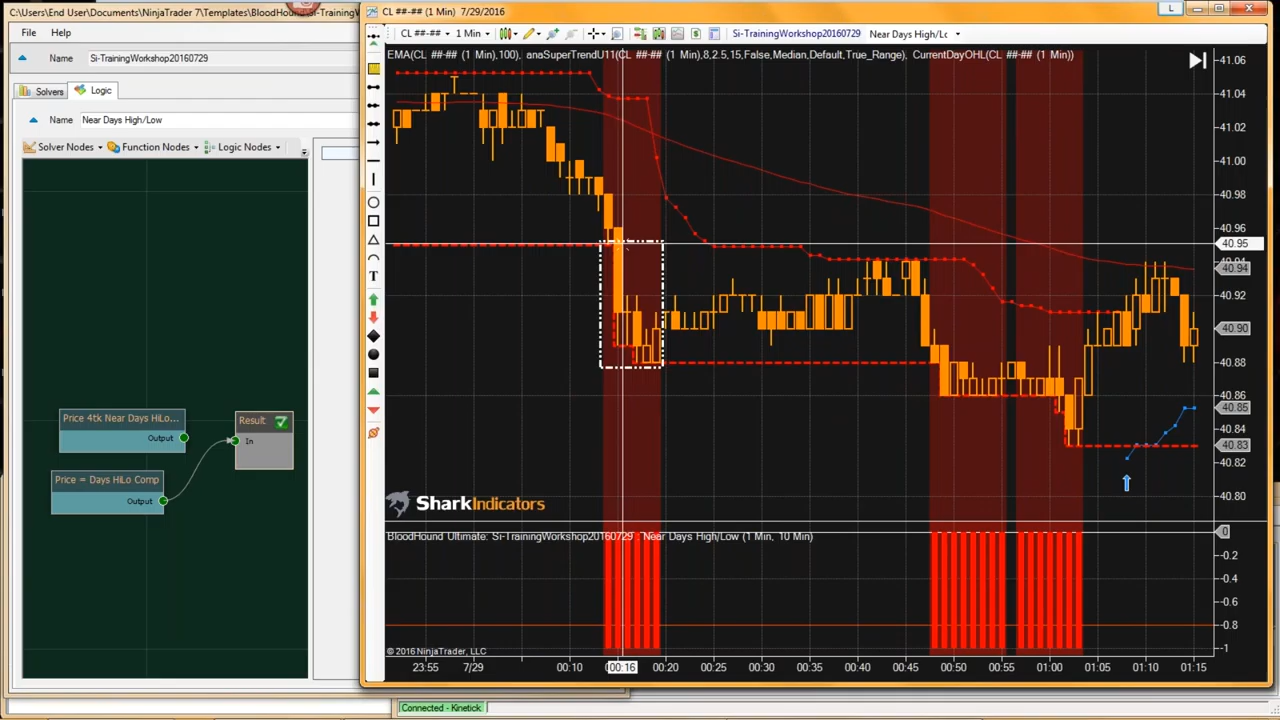 C:\Users\End User\Documents\NinjaTrader 7\Templates\BloodHound\Si-TrainingW
File Help
Name Si-TrainingWorkshop20160729
Solvers Logic
Name Near Days High/Low
Solver Nodes Function Nodes Logic Nodes
Price 4tk Near Days HiLo...
Output
Result
In
Price = Days HiLo Comp
Output
CL ##-## (1 Min) 7/29/2016
L
CL ##-## 1 Min Si-TrainingWorkshop20160729 Near Days High/Lc
T
EMA(CL ##-## (1 Min),100), anaSuperTrendU11(CL ##-## (1 Min),8,2.5,15,False,Median,Default,True_Range), CurrentDayOHL(CL ##-## (1 Min))
41.06
41.04
41.02
41.00
40.98
40.96
40.95
40.94
40.92
40.90
40.88
40.86
40.85
40.84
40.83
40.82
40.80
SharkIndicators
BloodHound Ultimate: Si-TrainingWorkshop20160729 : Near Days High/Low (1 Min, 10 Min)
0
-0.2
-0.4
-0.6
-0.8
-1
© 2016 NinjaTrader, LLC
23:55 7/29 00:10 00:16 00:20 00:25 00:30 00:35 00:40 00:45 00:50 00:55 01:00 01:05 01:10 01:15
Connected - Kinetick